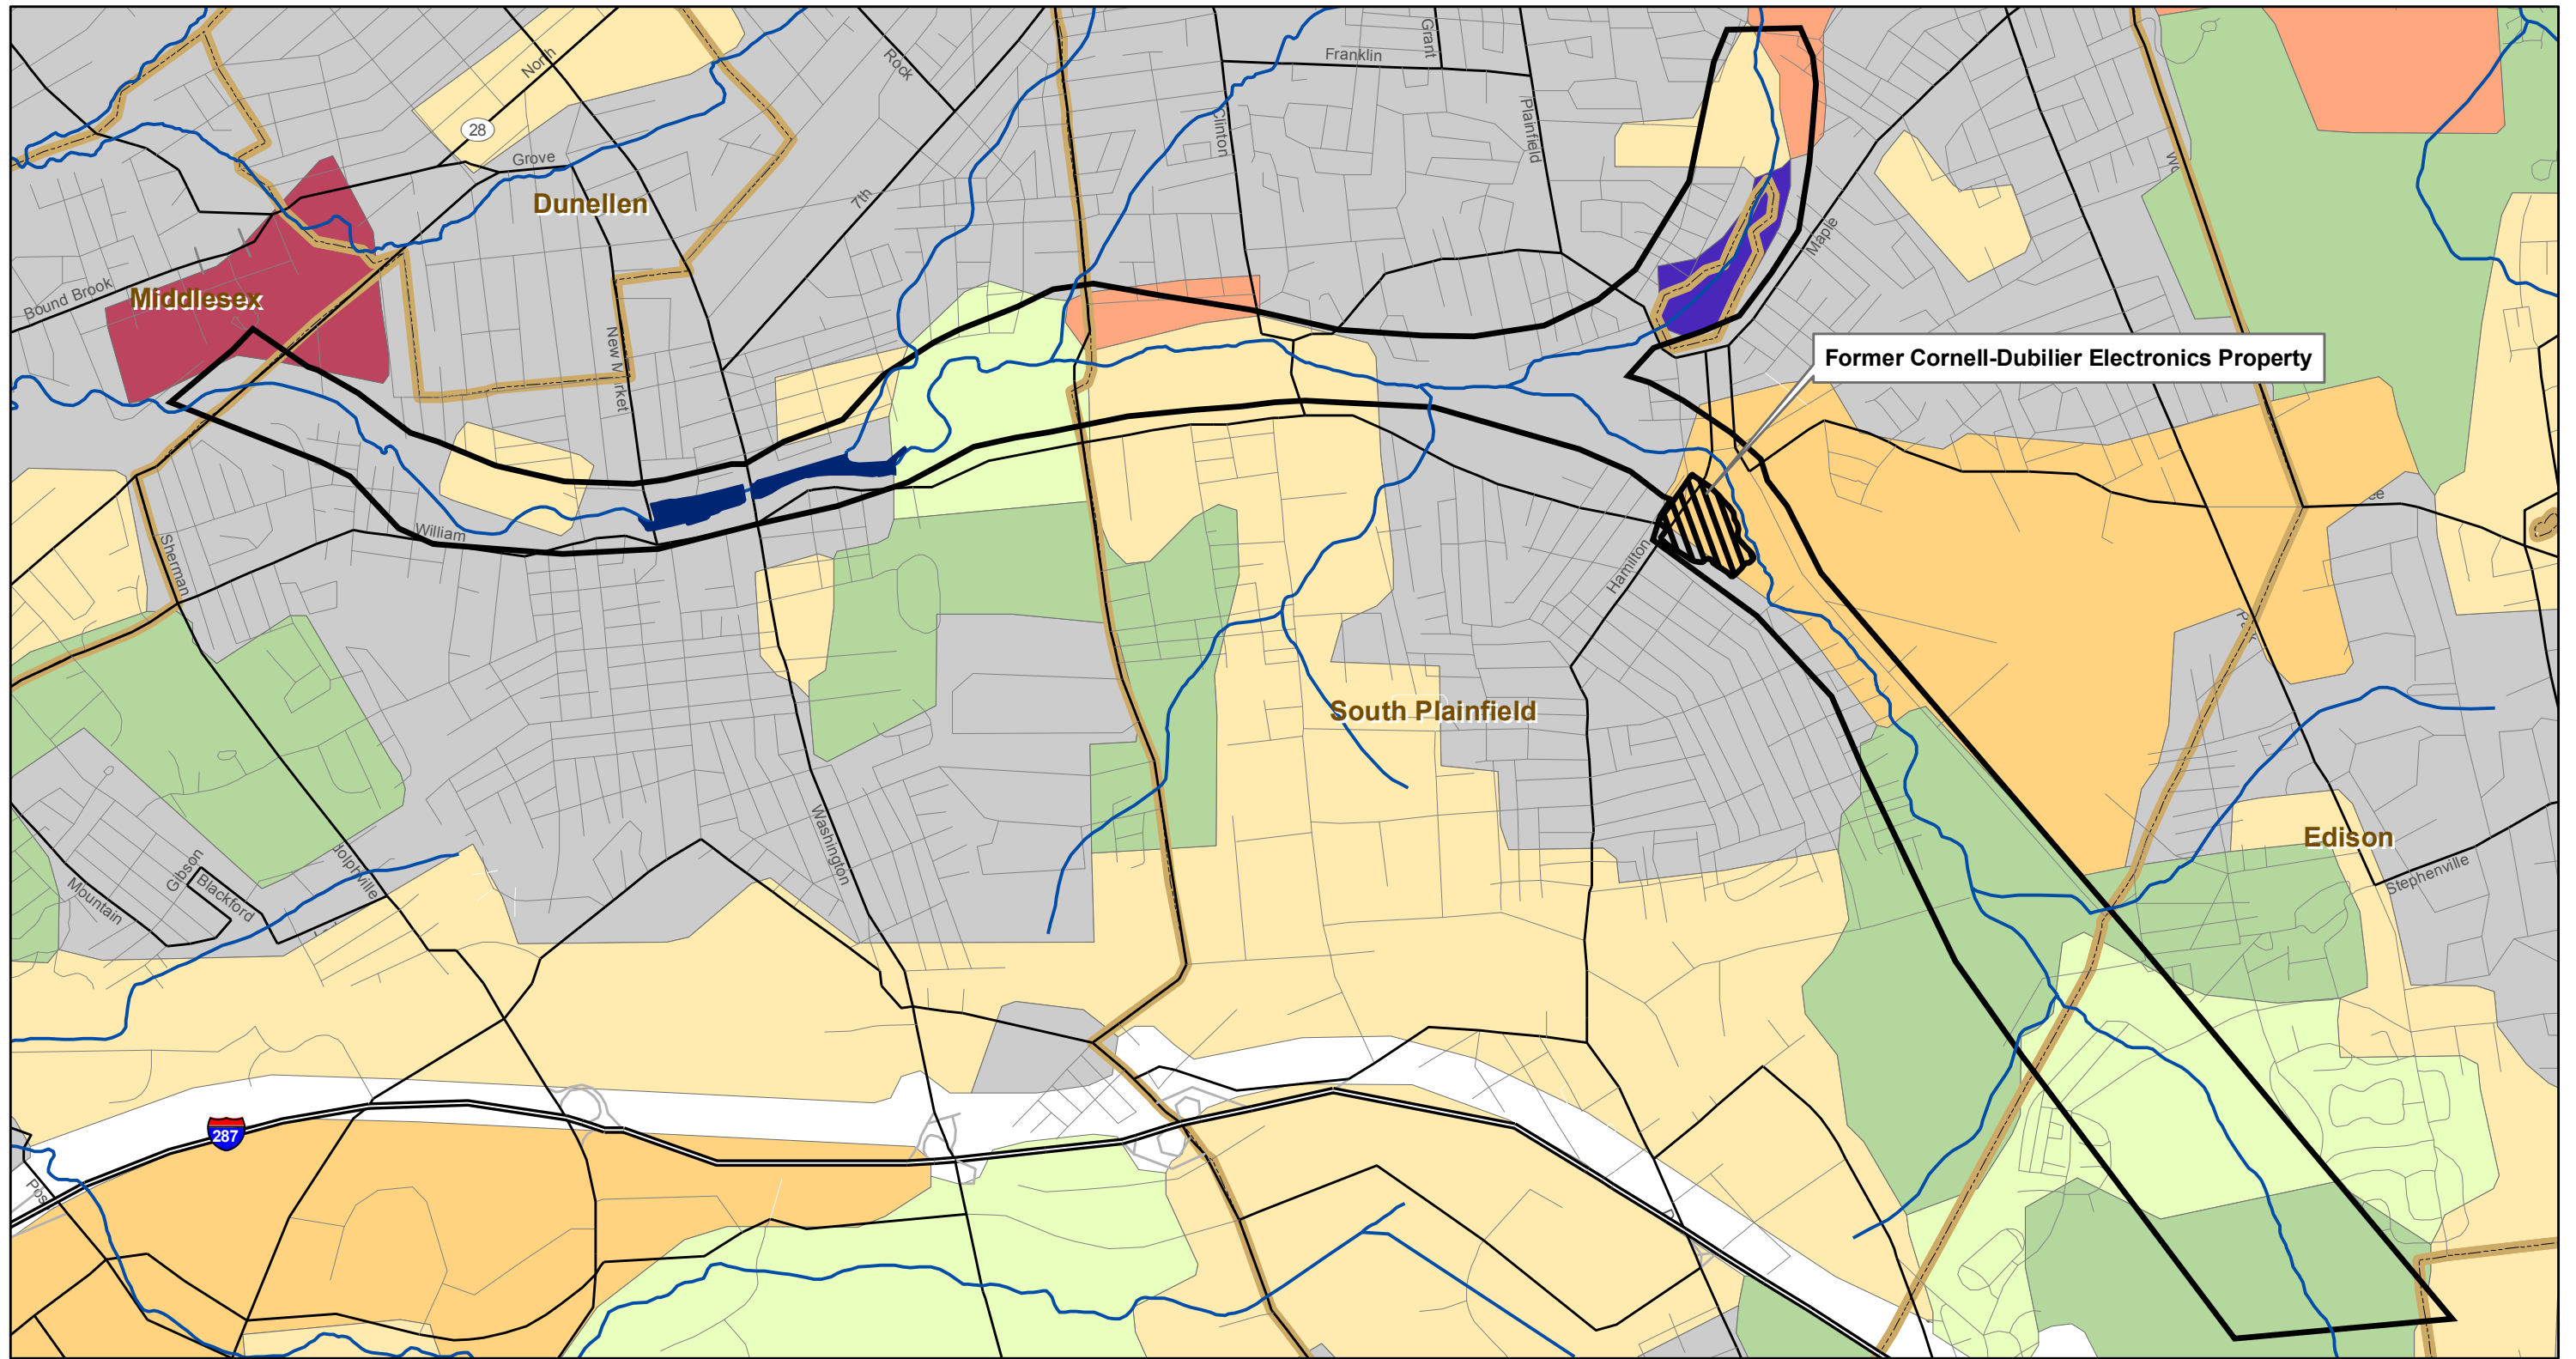 North
Rock
Franklin
Grant
28
Clinton
Plainfield
Grove
7th
Dunellen
Maple
Bound Brook
Middlesex
New M rket
Former Cornell-Dubilier Electronics Property
William
Sherman
Hamilton
South Plainfield
Edison
Stephenville
Washington
Gibson
Blackford
Mountain
287